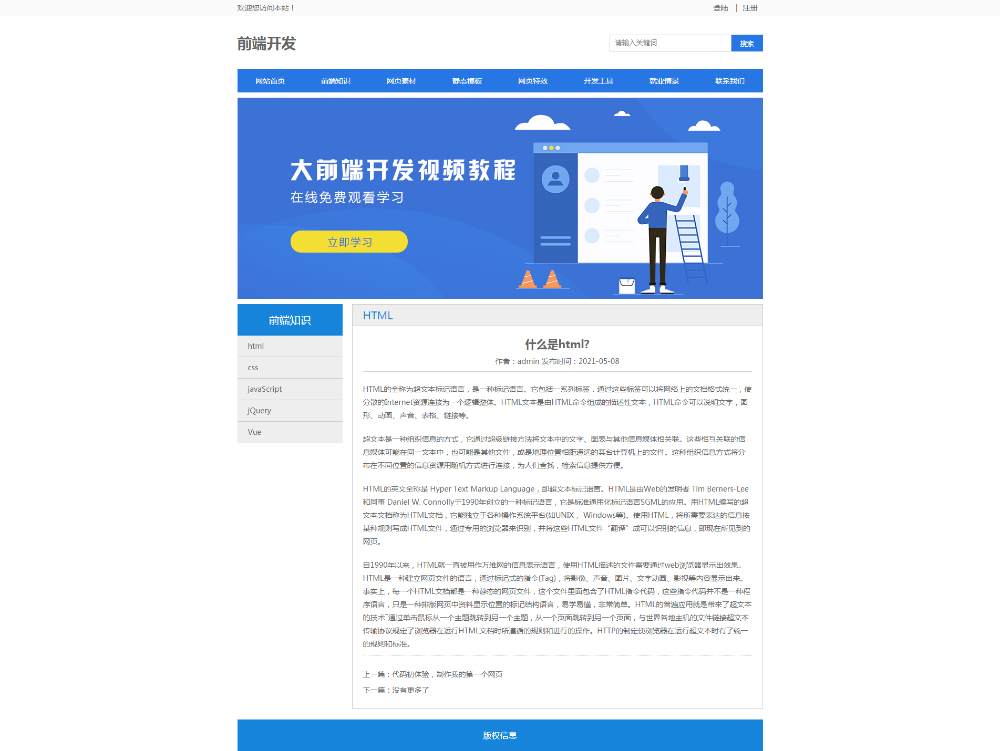 欢迎您访问本站！
登陆 | 注册
前端开发
请输入关键词
搜索
网站首页 前端知识 网页素材 静态模板 网页特效 开发工具 就业情景 联系我们
大前端开发视频教程
在线免费观看学习
立即学习
前端知识
html
css
javaScript
jQuery
Vue
HTML
什么是html?
作者：admin 发布时间：2021-05-08
HTML的全称为超文本标记语言，是一种标记语言。它包括一系列标签．通过这些标签可以将网络上的文档格式统一，使
分散的Internet资源连接为一个逻辑整体。HTML文本是由HTML命令组成的描述性文本，HTML命令可以说明文字，图
形、动画、声音、表格、链接等。
超文本是一种组织信息的方式，它通过超级链接方法将文本中的文字、图表与其他信息媒体相关联。这些相互关联的信
息媒体可能在同一文本中，也可能是其他文件，或是地理位置相距遥远的某台计算机上的文件。这种组织信息方式将分
布在不同位置的信息资源用随机方式进行连接，为人们查找，检索信息提供方便。
HTML的英文全称是 Hyper Text Markup Language，即超文本标记语言。HTML是由Web的发明者 Tim Berners-Lee
和同事 Daniel W. Connolly于1990年创立的一种标记语言，它是标准通用化标记语言SGML的应用。用HTML编写的超
文本文档称为HTML文档，它能独立于各种操作系统平台(如UNIX， Windows等)。使用HTML，将所需要表达的信息按
某种规则写成HTML文件，通过专用的浏览器来识别，并将这些HTML文件“翻译”成可以识别的信息，即现在所见到的
网页。
自1990年以来，HTML就一直被用作万维网的信息表示语言，使用HTML描述的文件需要通过web浏览器显示出效果。
HTML是一种建立网页文件的语言，通过标记式的指令(Tag)，将影像、声音、图片、文字动画、影视等内容显示出来。
事实上，每一个HTML文档都是一种静态的网页文件，这个文件里面包含了HTML指令代码，这些指令代码并不是一种程
序语言，只是一种排版网页中资料显示位置的标记结构语言，易学易懂，非常简单。HTML的普遍应用就是带来了超文本
的技术‾通过单击鼠标从一个主题跳转到另一个主题，从一个页面跳转到另一个页面，与世界各地主机的文件链接超文本
传输协议规定了浏览器在运行HTML文档时所遵循的规则和进行的操作。HTTP的制定使浏览器在运行超文本时有了统一
的规则和标准。
上一篇：代码初体验，制作我的第一个网页
下一篇：没有更多了
版权信息